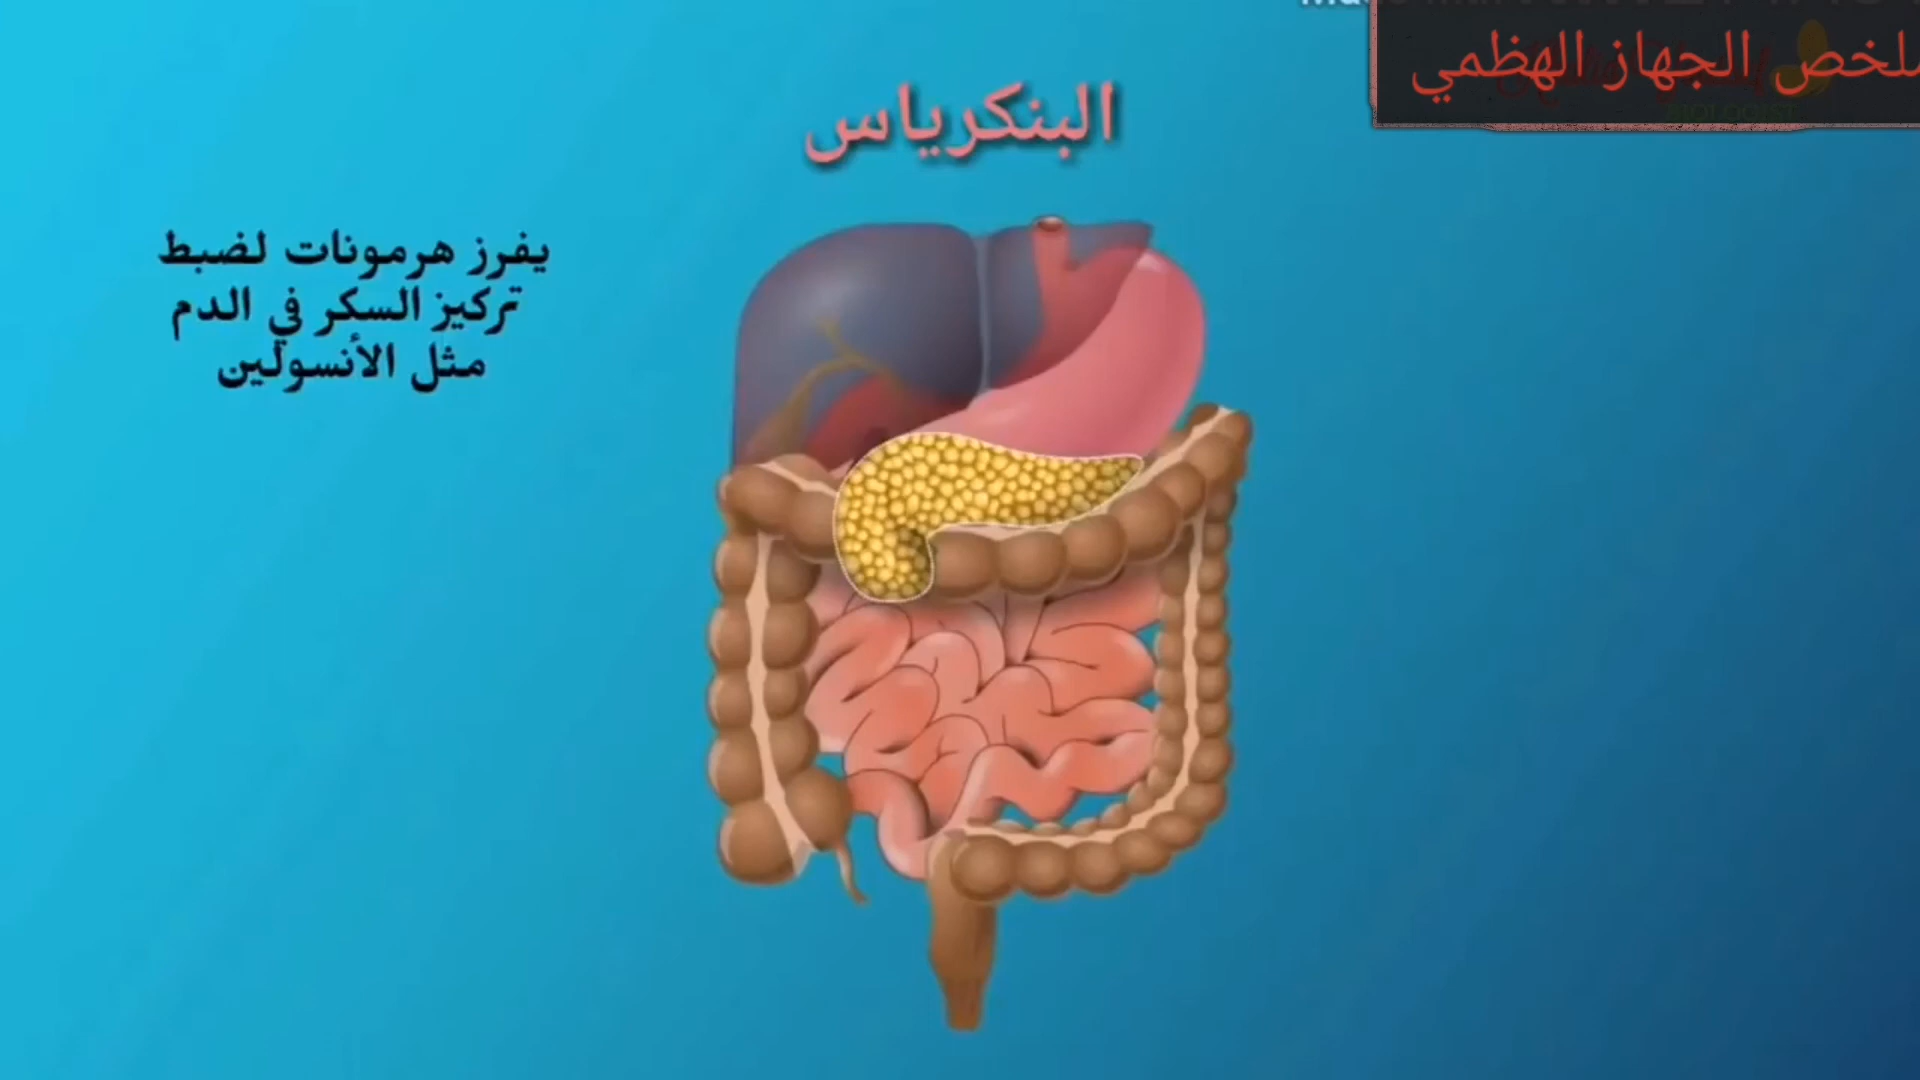 ملخص الجهاز الهظمي
البنكرياس
يفرز هرمونات لضبط
تركيز السكر في الدم
مثل الأنسولين